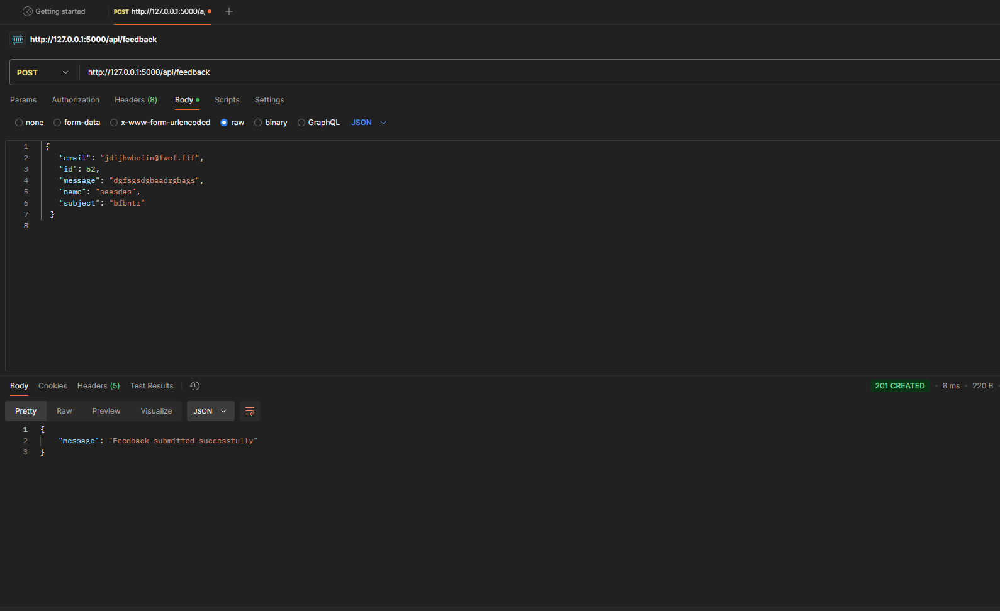 Getting started
POST http://127.0.0.1:5000/a
HTTP http://127.0.0.1:5000/api/feedback
POST http://127.0.0.1:5000/api/feedback
Params Authorization Headers (8) Body Scripts Settings
none form-data x-www-form-urlencoded raw binary GraphQL JSON
1 {
2 "email": "jdijhwbeiin@fwef.fff",
3 "id": 52,
4 "message": "dgfsgsdgbaadrgbags",
5 "name": "saasdas",
6 "subject": "bfbntr"
7 }
8
Body Cookies Headers (5) Test Results 201 CREATED • 8 ms • 220 B
Pretty Raw Preview Visualize JSON
1 {
2 "message": "Feedback submitted successfully"
3 }